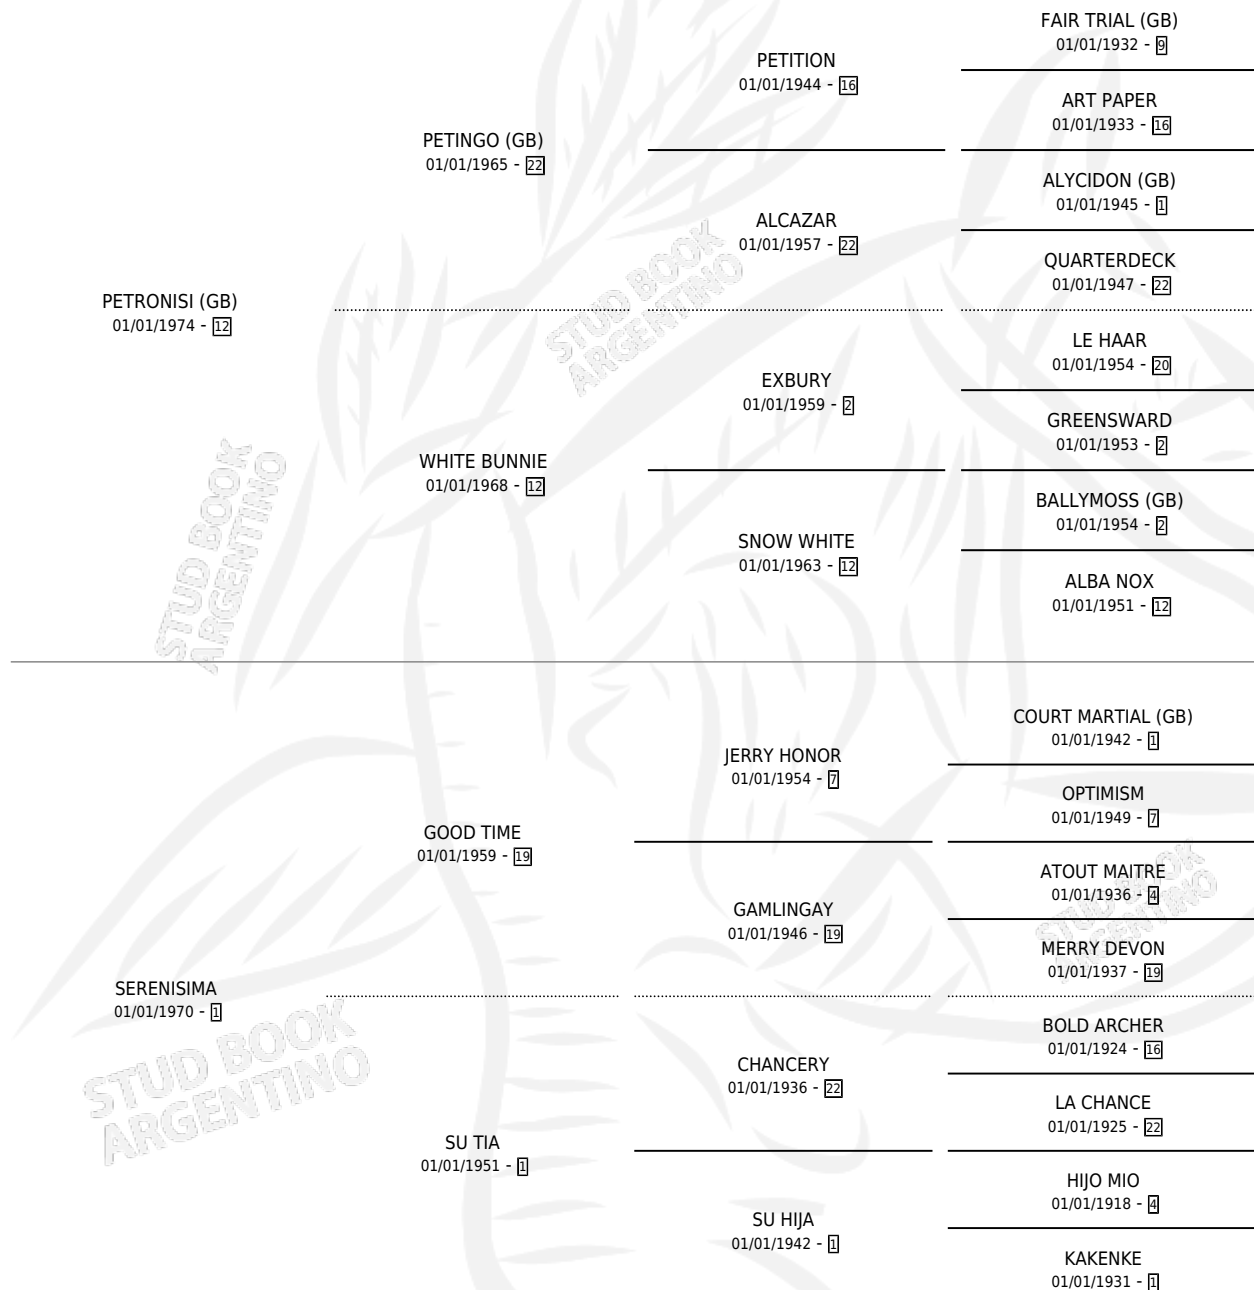 FAIR TRIAL (GB)
01/01/1932 - 9
PETITION
01/01/1944 - 16
ART PAPER
01/01/1933 - 16
PETINGO (GB)
01/01/1965 - 22
ALYCIDON (GB)
01/01/1945 - 1
ALCAZAR
01/01/1957 - 22
QUARTERDECK
01/01/1947 - 22
PETRONISI (GB)
01/01/1974 - 12
LE HAAR
01/01/1954 - 20
EXBURY
01/01/1959 - 2
GREENSWARD
01/01/1953 - 2
WHITE BUNNIE
01/01/1968 - 12
BALLYMOSS (GB)
01/01/1954 - 2
SNOW WHITE
01/01/1963 - 12
ALBA NOX
01/01/1951 - 12
COURT MARTIAL (GB)
01/01/1942 - 1
JERRY HONOR
01/01/1954 - 7
OPTIMISM
01/01/1949 - 7
GOOD TIME
01/01/1959 - 19
ATOUT MAITRE
01/01/1936 - 4
GAMLINGAY
01/01/1946 - 19
MERRY DEVON
01/01/1937 - 19
SERENISIMA
01/01/1970 - 1
BOLD ARCHER
01/01/1924 - 16
CHANCERY
01/01/1936 - 22
LA CHANCE
01/01/1925 - 22
SU TIA
01/01/1951 - 1
HIJO MIO
01/01/1918 - 4
SU HIJA
01/01/1942 - 1
KAKENKE
01/01/1931 - 1
STUD BOOK
ARGENTINO
STUD BOOK
ARGENTINO
STUD BOOK
ARGENTINO
STUD BOOK
ARGENTINO